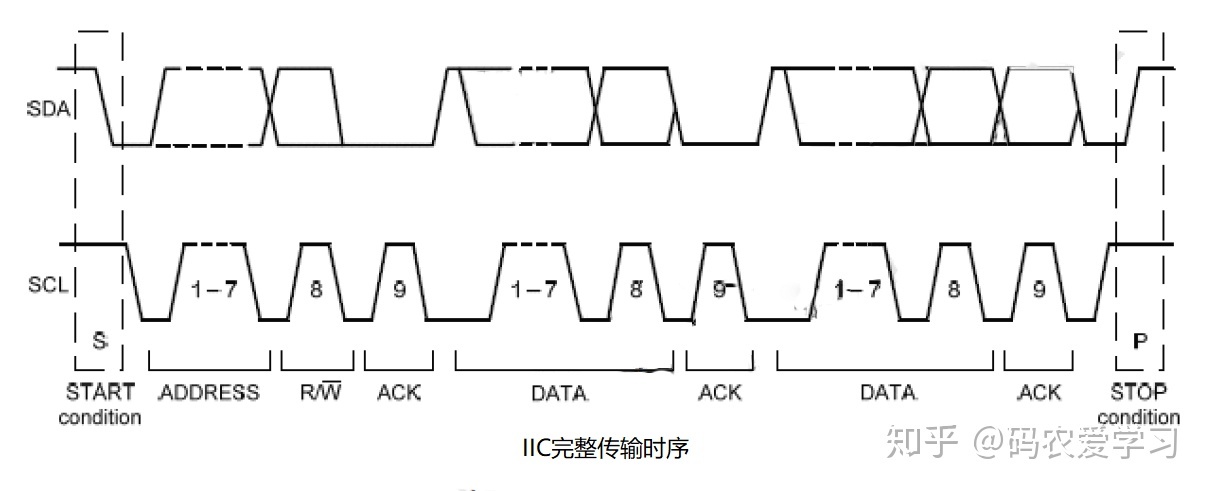 SDA
SCL
1–7 8 9 1–7 8 9 1–7 8 9
S P
START condition ADDRESS R/W̅ ACK DATA ACK DATA ACK STOP condition
IIC完整传输时序
知乎 @码农爱学习